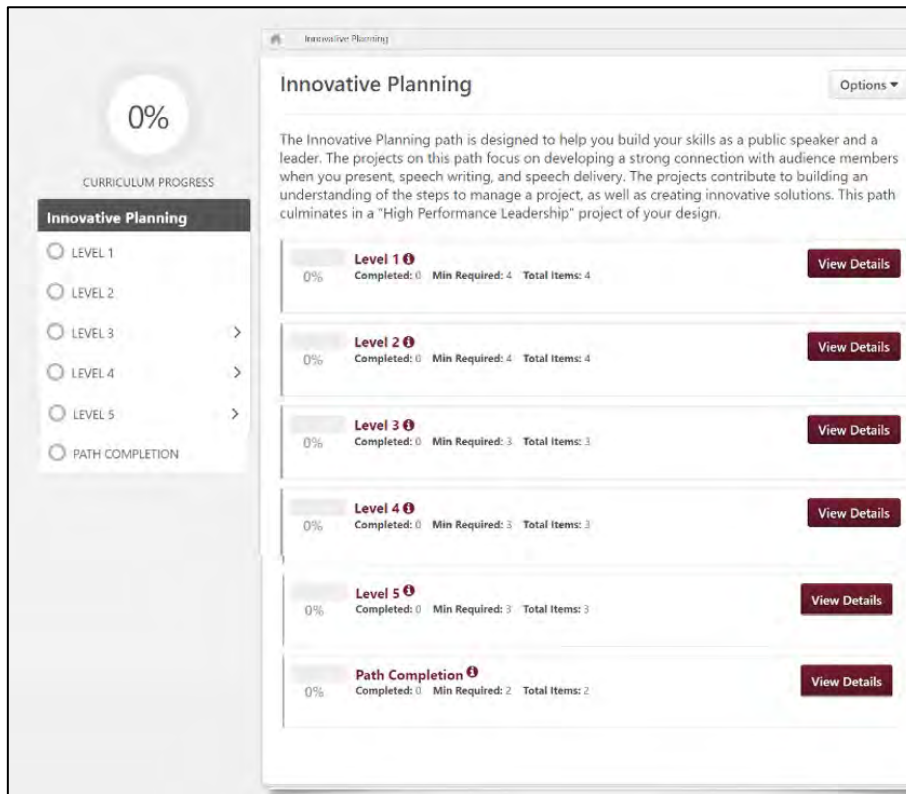 Innovative Planning
0%
CURRICULUM PROGRESS
Innovative Planning
LEVEL 1
LEVEL 2
LEVEL 3
LEVEL 4
LEVEL 5
PATH COMPLETION
Innovative Planning
Options
The Innovative Planning path is designed to help you build your skills as a public speaker and a
leader. The projects on this path focus on developing a strong connection with audience members
when you present, speech writing, and speech delivery. The projects contribute to building an
understanding of the steps to manage a project, as well as creating innovative solutions. This path
culminates in a "High Performance Leadership" project of your design.
Level 1
0% Completed: 0 Min Required: 4 Total Items: 4
View Details
Level 2
0% Completed: 0 Min Required: 4 Total Items: 4
View Details
Level 3
0% Completed: 0 Min Required: 3 Total Items: 3
View Details
Level 4
0% Completed: 0 Min Required: 3 Total Items: 3
View Details
Level 5
0% Completed: 0 Min Required: 3 Total Items: 3
View Details
Path Completion
0% Completed: 0 Min Required: 2 Total Items: 2
View Details